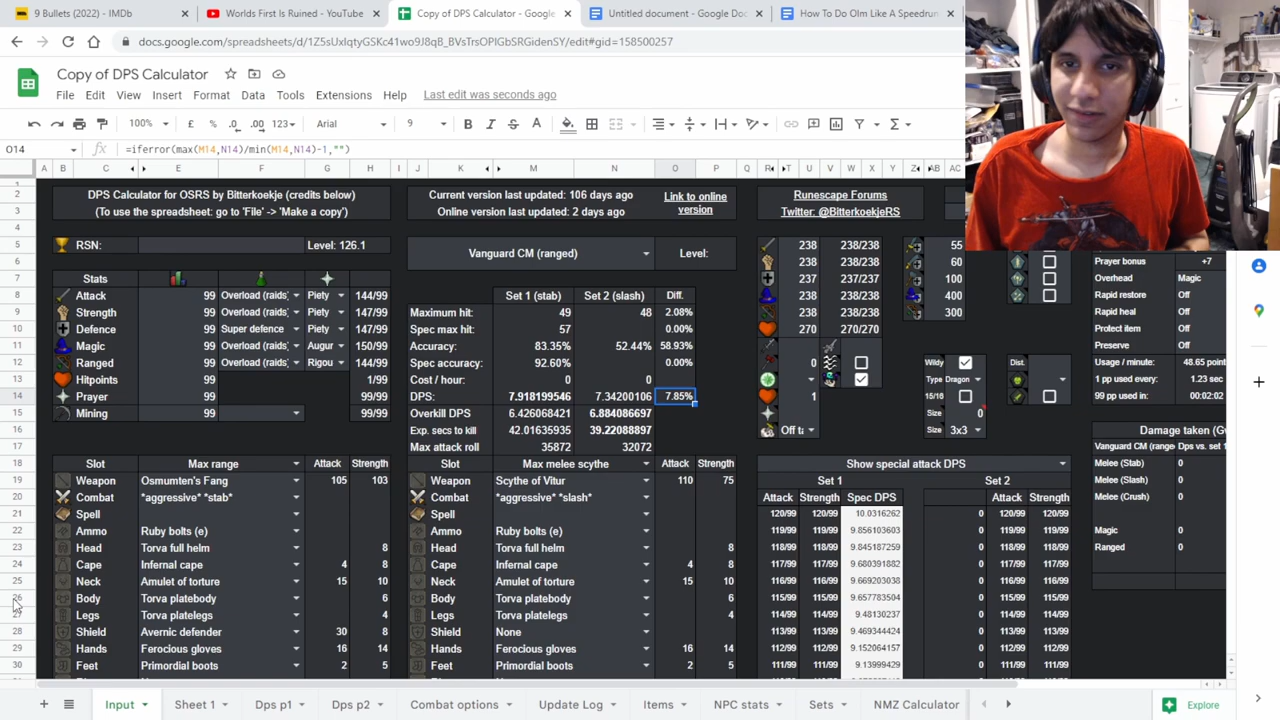 9 Bullets (2022) - IMDb
Worlds First Is Ruined - YouTube
Copy of DPS Calculator - Google
Untitled document - Google Doc
How To Do Olm Like A Speedrun
Copy of DPS Calculator
File Edit View Insert Format Data Extensions Help Last edit was secon
100% £ % .0 .00 Arial 9 B I S A
O14 fx =iferror(max(M14,N14)/min(M14,N14)-1,"")
A B C E G H I J K M N O P Q R T U V W X Z AB AC
DPS Calculator for OSRS by Bitterkoekje (credits below)
(To use the spreadsheet: go to 'File' -> 'Make a copy')
RSN: Level: 126.1
Stats
Attack 99 Overload (raids) Piety 144/99
Strength 99 Overload (raids) Piety 147/99
Defence 99 Super defence Piety 147/99
Magic 99 Overload (raids) Augur 150/99
Ranged 99 Overload (raids) Rigou 144/99
Hitpoints 99 1/99
Prayer 99 99/99
Mining 99 99/99
Slot Max range Attack Strength
Weapon Osmumten's Fang 105 103
Combat *aggressive* *stab*
Spell
Ammo Ruby bolts (e)
Head Torva full helm 8
Cape Infernal cape 4 8
Neck Amulet of torture 15 10
Body Torva platebody 6
Legs Torva platelegs 4
Shield Avernic defender 30 8
Hands Ferocious gloves 16 14
Feet Primordial boots 2 5
Current version last updated: 106 days ago
Online version last updated: 2 days ago
Link to online
version
Vanguard CM (ranged) Level:
Set 1 (stab) Set 2 (slash) Diff.
Maximum hit: 49 48 2.08%
Spec max hit: 57 0.00%
Accuracy: 83.35% 52.44% 58.93%
Spec accuracy: 92.63% 0.00%
Cost / hour: 0 0
DPS: 7.918195946 7.34200106 7.85%
Overkill DPS 6.426068421 6.884086697
Exp. secs to kill 42.01635935 39.22088897
Max attack roll 35872 32072
Slot Max melee scythe Attack Strength
Weapon Scythe of Vitur 110 75
Combat *aggressive* *slash*
Spell
Ammo Ruby bolts (e)
Head Torva full helm 8
Cape Infernal cape 4 8
Neck Amulet of torture 15 10
Body Torva platebody 6
Legs Torva platelegs 4
Shield None
Hands Ferocious gloves 16 14
Feet Primordial boots 2 5
Runescape Forums
Twitter: @BitterkoekjeRS
238 238/238 55
238 238/238 60
237 237/237 100
238 238/238 400
238 238/238 300
270 270/270
0 Wildy Dist.
Type Dragon
1 15/16
Size 0
Off ta Size 3x3
Show special attack DPS
Set 1 Set 2
Attack Strength Spec DPS Attack Strength
120/99 120/99 10.0316262 0 120/99 120/99
119/99 119/99 9.856103603 0 119/99 119/99
118/99 118/99 9.845187259 0 118/99 118/99
117/99 117/99 9.680391882 0 117/99 117/99
116/99 116/99 9.669203038 0 116/99 116/99
115/99 115/99 9.657783504 0 115/99 115/99
114/99 114/99 9.48130237 0 114/99 114/99
113/99 113/99 9.469344424 0 113/99 113/99
112/99 112/99 9.152064157 0 112/99 112/99
111/99 111/99 9.13999429 0 111/99 111/99
Prayer bonus +7
Overhead Magic
Rapid restore Off
Rapid heal Off
Protect item Off
Preserve Off
Usage / minute: 48.65 point
1 pp used every: 1.23 sec
99 pp used in: 00:02:02
Damage taken (Gv
Vanguard CM (range Dps vs. set 1
Melee (Stab) 0
Melee (Slash) 0
Melee (Crush) 0
Magic 0
Ranged 0
Input Sheet 1 Dps p1 Dps p2 Combat options Update Log Items NPC stats Sets NMZ Calculator Explore